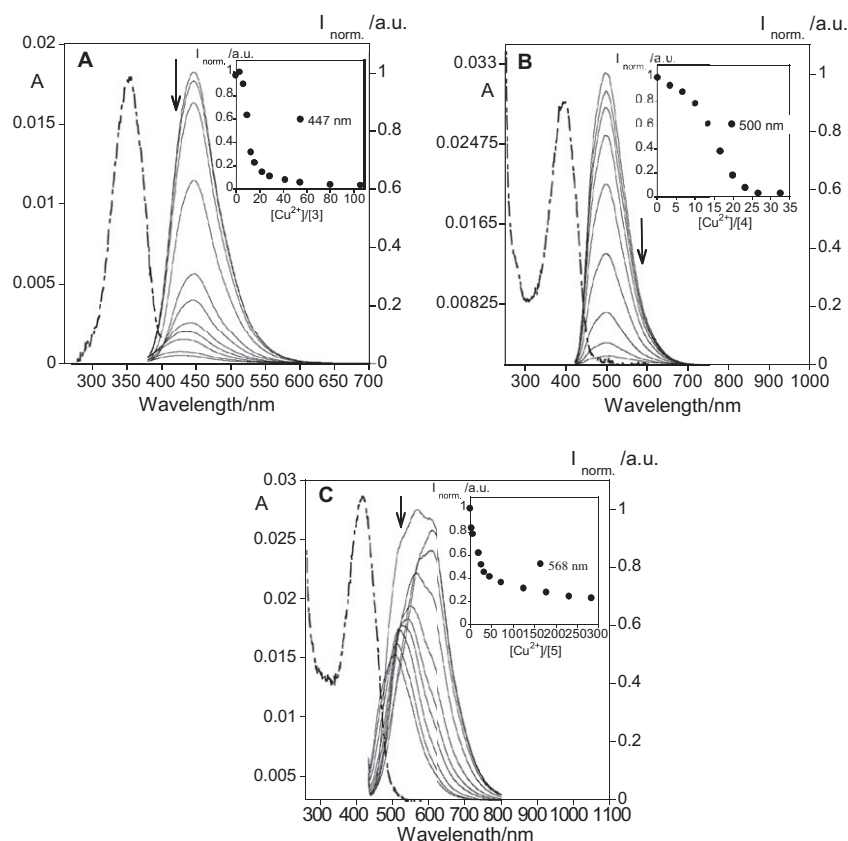 I norm. /a.u.
0.02
A
A
I norm. /a.u.
1
0.8
0.6
0.4
0.2
0
447 nm
0 20 40 60 80 100
[Cu2+]/[3]
0.015
0.01
0.005
0
1
0.8
0.6
0.4
0.2
0
300 350 400 450 500 550 600 650 700
Wavelength/nm
I norm. /a.u.
0.033
A
B
I norm. /a.u.
1
0.8
0.6
0.4
0.2
0
500 nm
0 5 10 15 20 25 30 35
[Cu2+]/[4]
0.02475
0.0165
0.00825
1
0.8
0.6
0.4
0.2
0
300 400 500 600 700 800 900 1000
Wavelength/nm
I norm. /a.u.
0.03
A
C
I norm. /a.u.
1
0.8
0.6
0.4
0.2
0
568 nm
0 50 100 150 200 250 300
[Cu2+]/[5]
0.025
0.02
0.015
0.01
0.005
1
0.8
0.6
0.4
0.2
0
300 400 500 600 700 800 900 1000 1100
Wavelength/nm